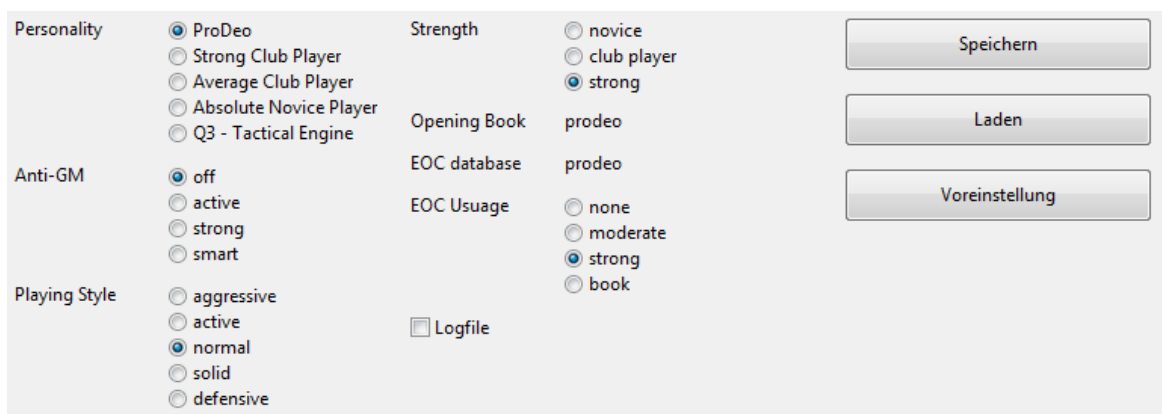 Personality
ProDeo
Strong Club Player
Average Club Player
Absolute Novice Player
Q3 - Tactical Engine
Anti-GM
off
active
strong
smart
Playing Style
aggressive
active
normal
solid
defensive
Strength
novice
club player
strong
Opening Book prodeo
EOC database prodeo
EOC Usuage
none
moderate
strong
book
Logfile
Speichern
Laden
Voreinstellung